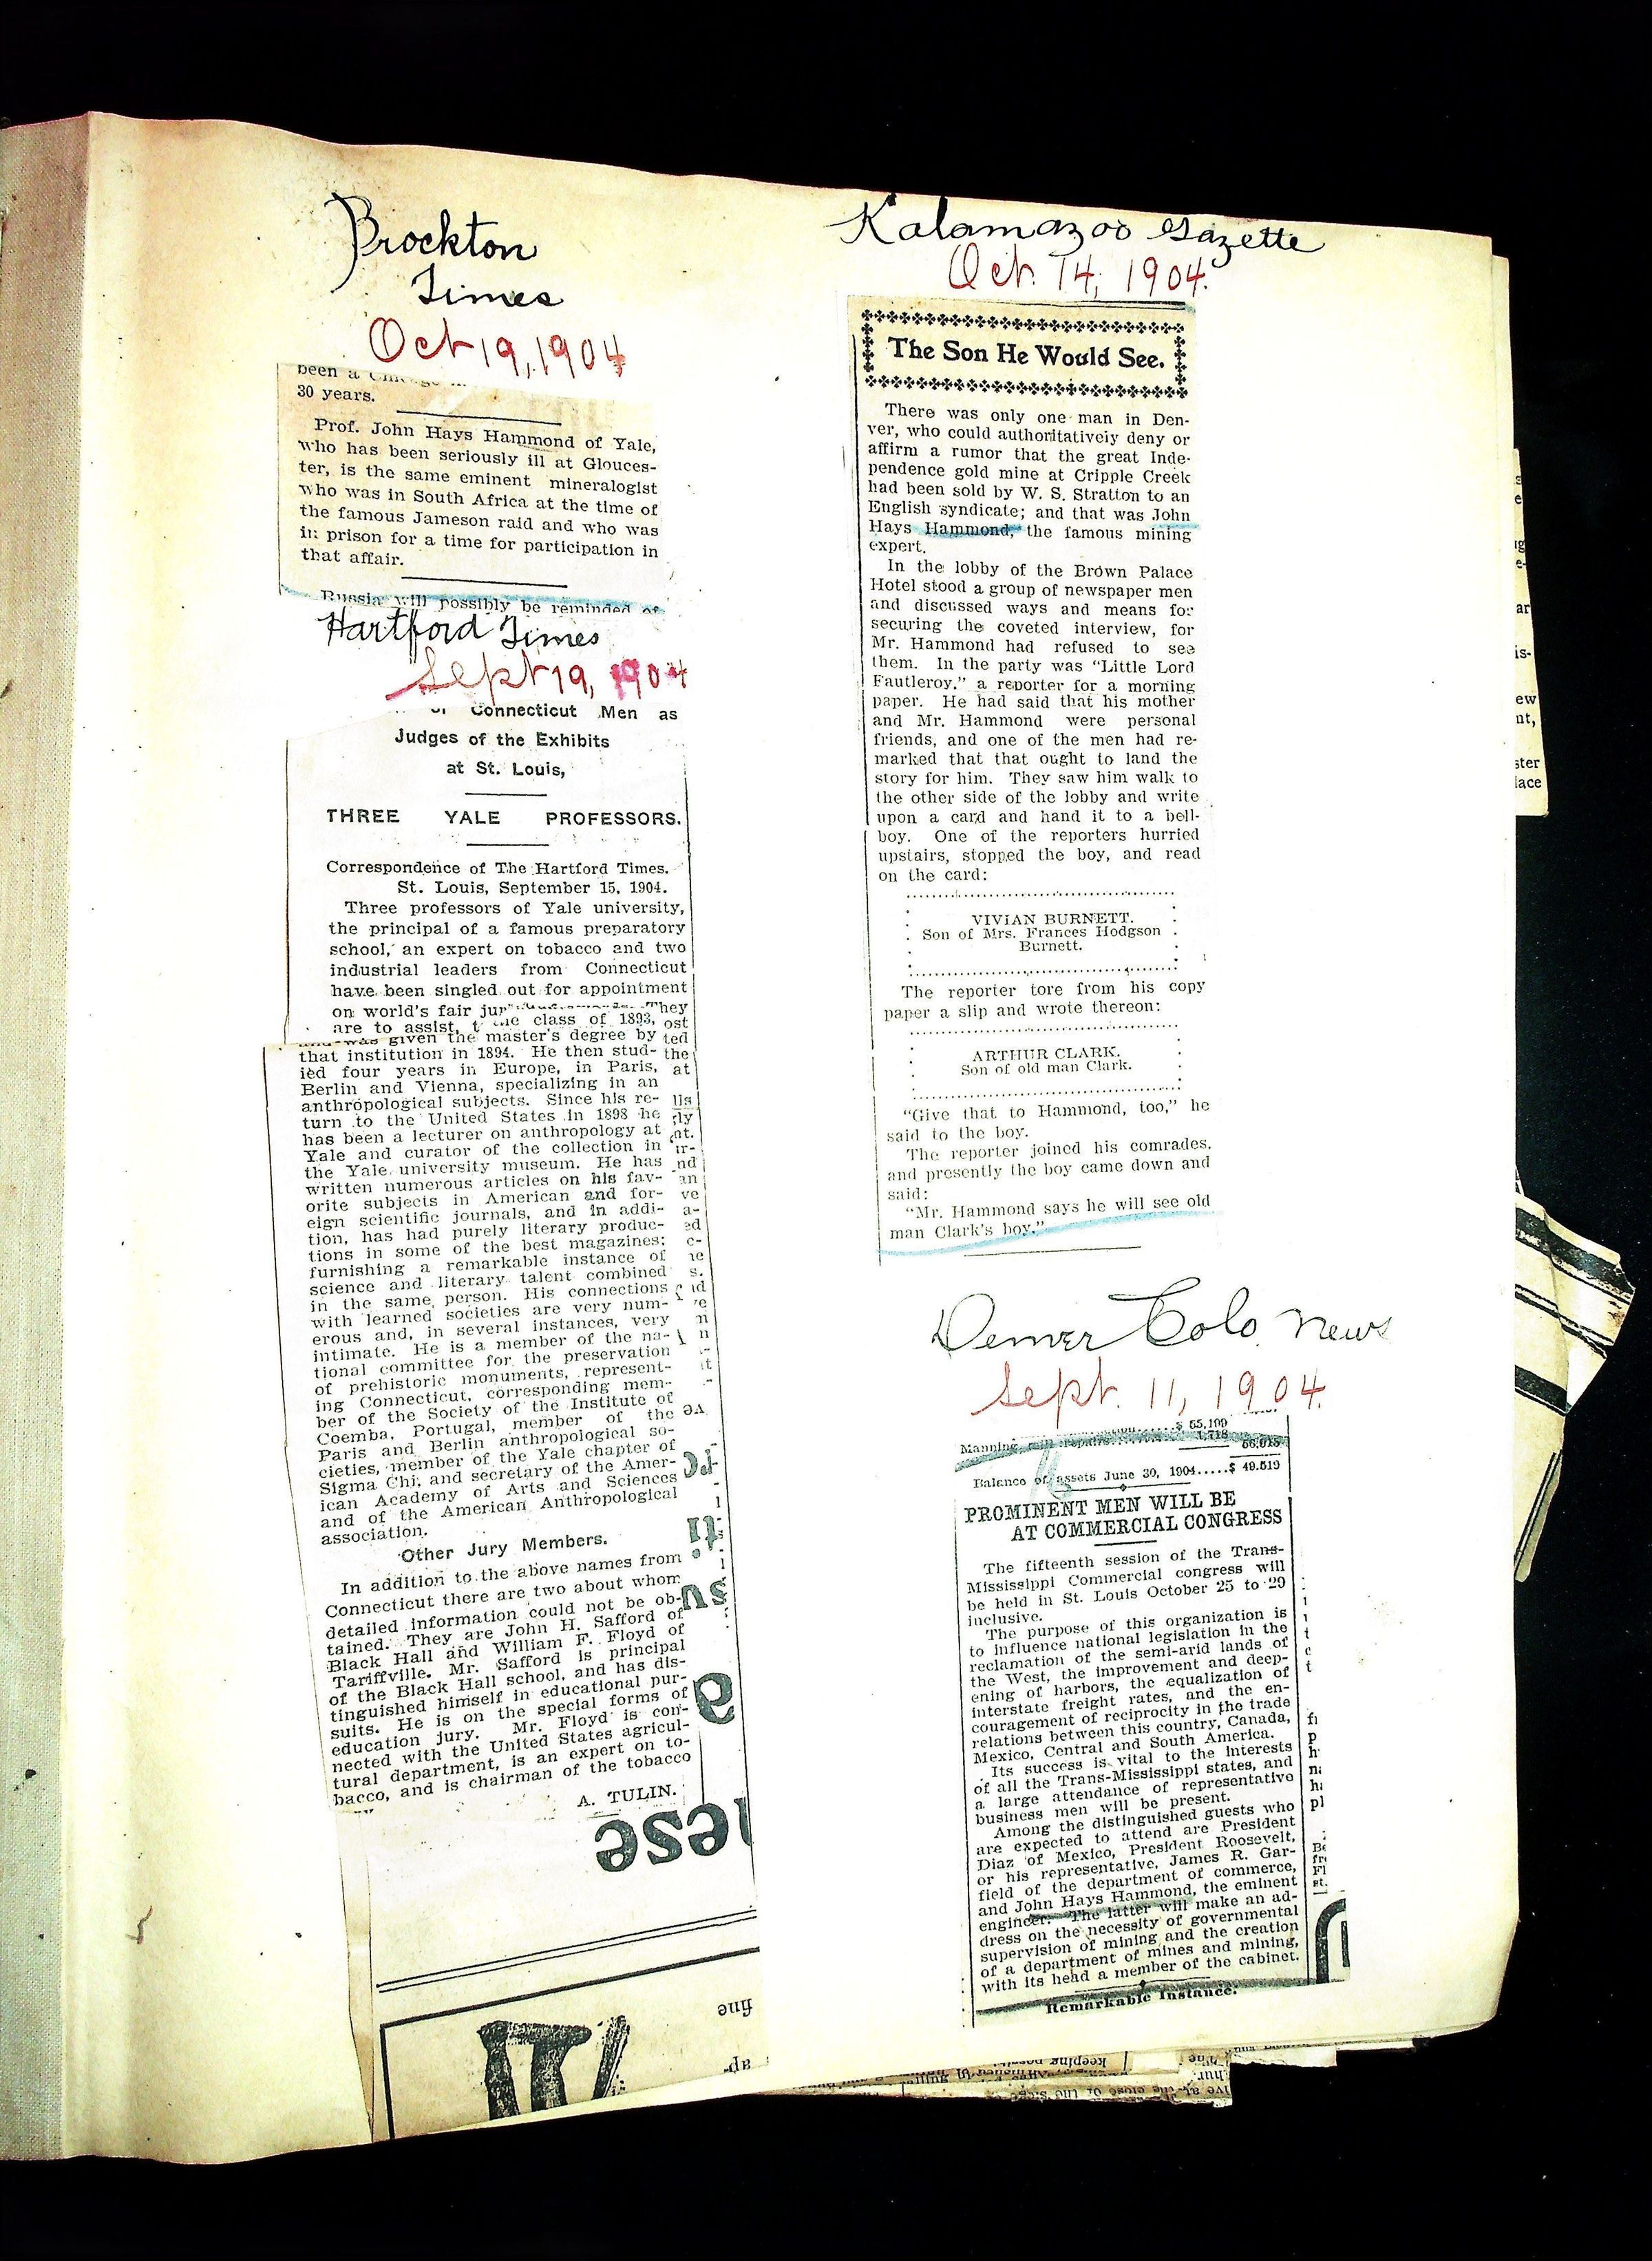 Brockton
Times
Oct 19, 1904
been a
30 years.
Prof. John Hays Hammond of Yale,
who has been seriously ill at Glouces-
ter, is the same eminent mineralogist
who was in South Africa at the time of
the famous Jameson raid and who was
in prison for a time for participation in
that affair.
Russia will possibly be reminded of
Hartford Times
Sept 19, 1904
Connecticut Men as
Judges of the Exhibits
at St. Louis,
THREE YALE PROFESSORS.
Correspondence of The Hartford Times.
St. Louis, September 15, 1904.
Three professors of Yale university,
the principal of a famous preparatory
school, an expert on tobacco and two
industrial leaders from Connecticut
have been singled out for appointment
on world's fair They
are to assist, class of 1893, ost
and was given the master's degree by ted
that institution in 1894. He then stud- the
ied four years in Europe, in Paris, at
Berlin and Vienna, specializing in an
anthropological subjects. Since his re-
turn to the United States in 1898 he
has been a lecturer on anthropology at
Yale and curator of the collection in
the Yale university museum. He has
written numerous articles on his fav-
orite subjects in American and for-
eign scientific journals, and in addi-
tion, has had purely literary produc-
tions in some of the best magazines;
furnishing a remarkable instance of
science and literary talent combined
in the same person. His connections
with learned societies are very num-
erous and, in several instances, very
intimate. He is a member of the na-
tional committee for the preservation
of prehistoric monuments, represent-
ing Connecticut, corresponding mem-
ber of the Society of the Institute of
Coemba, Portugal, member of the
Paris and Berlin anthropological so-
cieties, member of the Yale chapter of
Sigma Chi, and secretary of the Amer-
ican Academy of Arts and Sciences
and of the American Anthropological
association.
Other Jury Members.
In addition to the above names from
Connecticut there are two about whom
detailed information could not be ob-
tained. They are John H. Safford of
Black Hall and William F. Floyd of
Tariffville. Mr. Safford is principal
of the Black Hall school, and has dis-
tinguished himself in educational pur-
suits. He is on the special forms of
education jury. Mr. Floyd is con-
nected with the United States agricul-
tural department, is an expert on to-
bacco, and is chairman of the tobacco
A. TULIN.
ese
fine
ap-
Kalamazoo Gazette
Oct. 14, 1904.
The Son He Would See.
There was only one man in Den-
ver, who could authoritatively deny or
affirm a rumor that the great Inde-
pendence gold mine at Cripple Creek
had been sold by W. S. Stratton to an
English syndicate; and that was John
Hays Hammond, the famous mining
expert.
In the lobby of the Brown Palace
Hotel stood a group of newspaper men
and discussed ways and means for
securing the coveted interview, for
Mr. Hammond had refused to see
them. In the party was "Little Lord
Fautleroy," a reporter for a morning
paper. He had said that his mother
and Mr. Hammond were personal
friends, and one of the men had re-
marked that that ought to land the
story for him. They saw him walk to
the other side of the lobby and write
upon a card and hand it to a bell-
boy. One of the reporters hurried
upstairs, stopped the boy, and read
on the card:
VIVIAN BURNETT.
Son of Mrs. Frances Hodgson
Burnett.
The reporter tore from his copy
paper a slip and wrote thereon:
ARTHUR CLARK.
Son of old man Clark.
"Give that to Hammond, too," he
said to the boy.
The reporter joined his comrades,
and presently the boy came down and
said:
"Mr. Hammond says he will see old
man Clark's boy."
Denver Colo. News
Sept. 11, 1904.
$ 55,100
Manning mill repairs 1,718
Balance of assets June 30, 1904.....$ 49.519
PROMINENT MEN WILL BE
AT COMMERCIAL CONGRESS
The fifteenth session of the Trans-
Mississippi Commercial congress will
be held in St. Louis October 25 to 29
inclusive.
The purpose of this organization is
to influence national legislation in the
reclamation of the semi-arid lands of
the West, the improvement and deep-
ening of harbors, the equalization of
interstate freight rates, and the en-
couragement of reciprocity in the trade
relations between this country, Canada,
Mexico, Central and South America.
Its success is vital to the interests
of all the Trans-Mississippi states, and
a large attendance of representative
business men will be present.
Among the distinguished guests who
are expected to attend are President
Diaz of Mexico, President Roosevelt,
or his representative, James R. Gar-
field of the department of commerce,
and John Hays Hammond, the eminent
engineer. The latter will make an ad-
dress on the necessity of governmental
supervision of mining and the creation
of a department of mines and mining,
with its head a member of the cabinet.
Remarkable Instance.